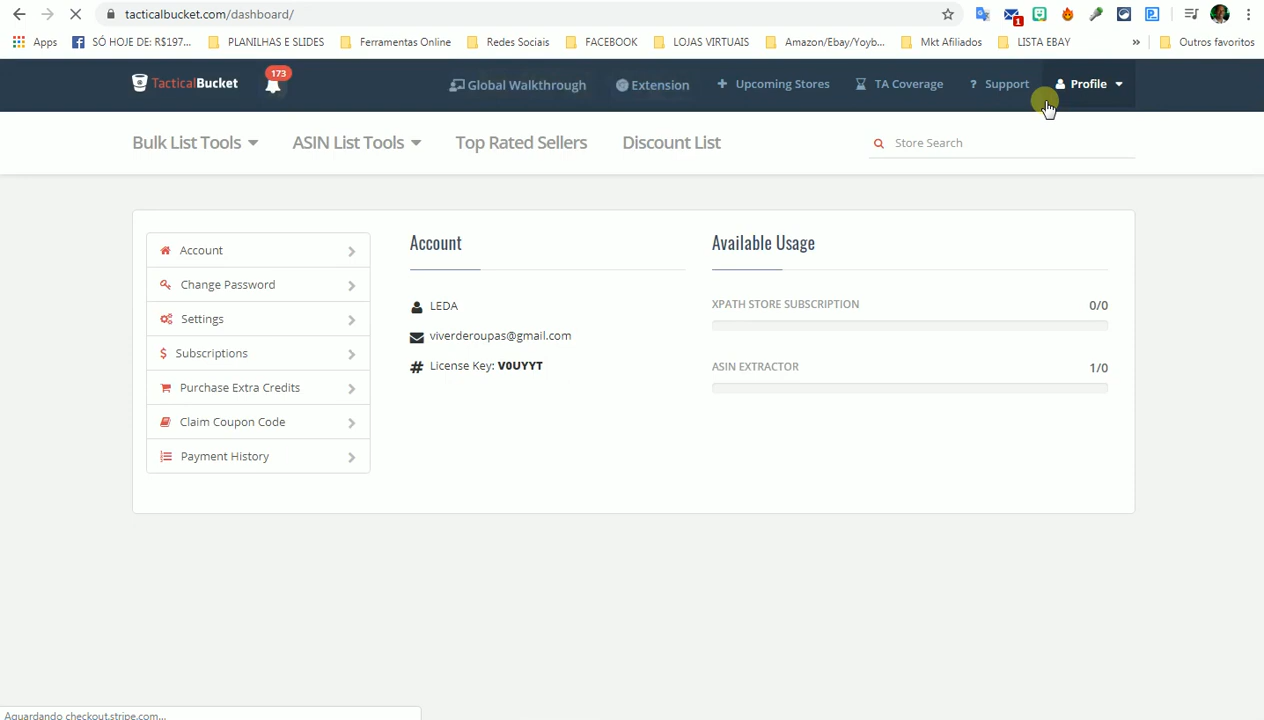 tacticalbucket.com/dashboard/
Apps SÓ HOJE DE: R$197... PLANILHAS E SLIDES Ferramentas Online Redes Sociais FACEBOOK LOJAS VIRTUAIS Amazon/Ebay/Yoyb... Mkt Afiliados LISTA EBAY » Outros favoritos
TacticalBucket 173 Global Walkthrough Extension + Upcoming Stores TA Coverage ? Support Profile
Bulk List Tools ASIN List Tools Top Rated Sellers Discount List Store Search
Account
Change Password
Settings
$ Subscriptions
Purchase Extra Credits
Claim Coupon Code
Payment History
Account
LEDA
viverderoupas@gmail.com
# License Key: V0UYYT
Available Usage
XPATH STORE SUBSCRIPTION 0/0
ASIN EXTRACTOR 1/0
Aguardando checkout.stripe.com...